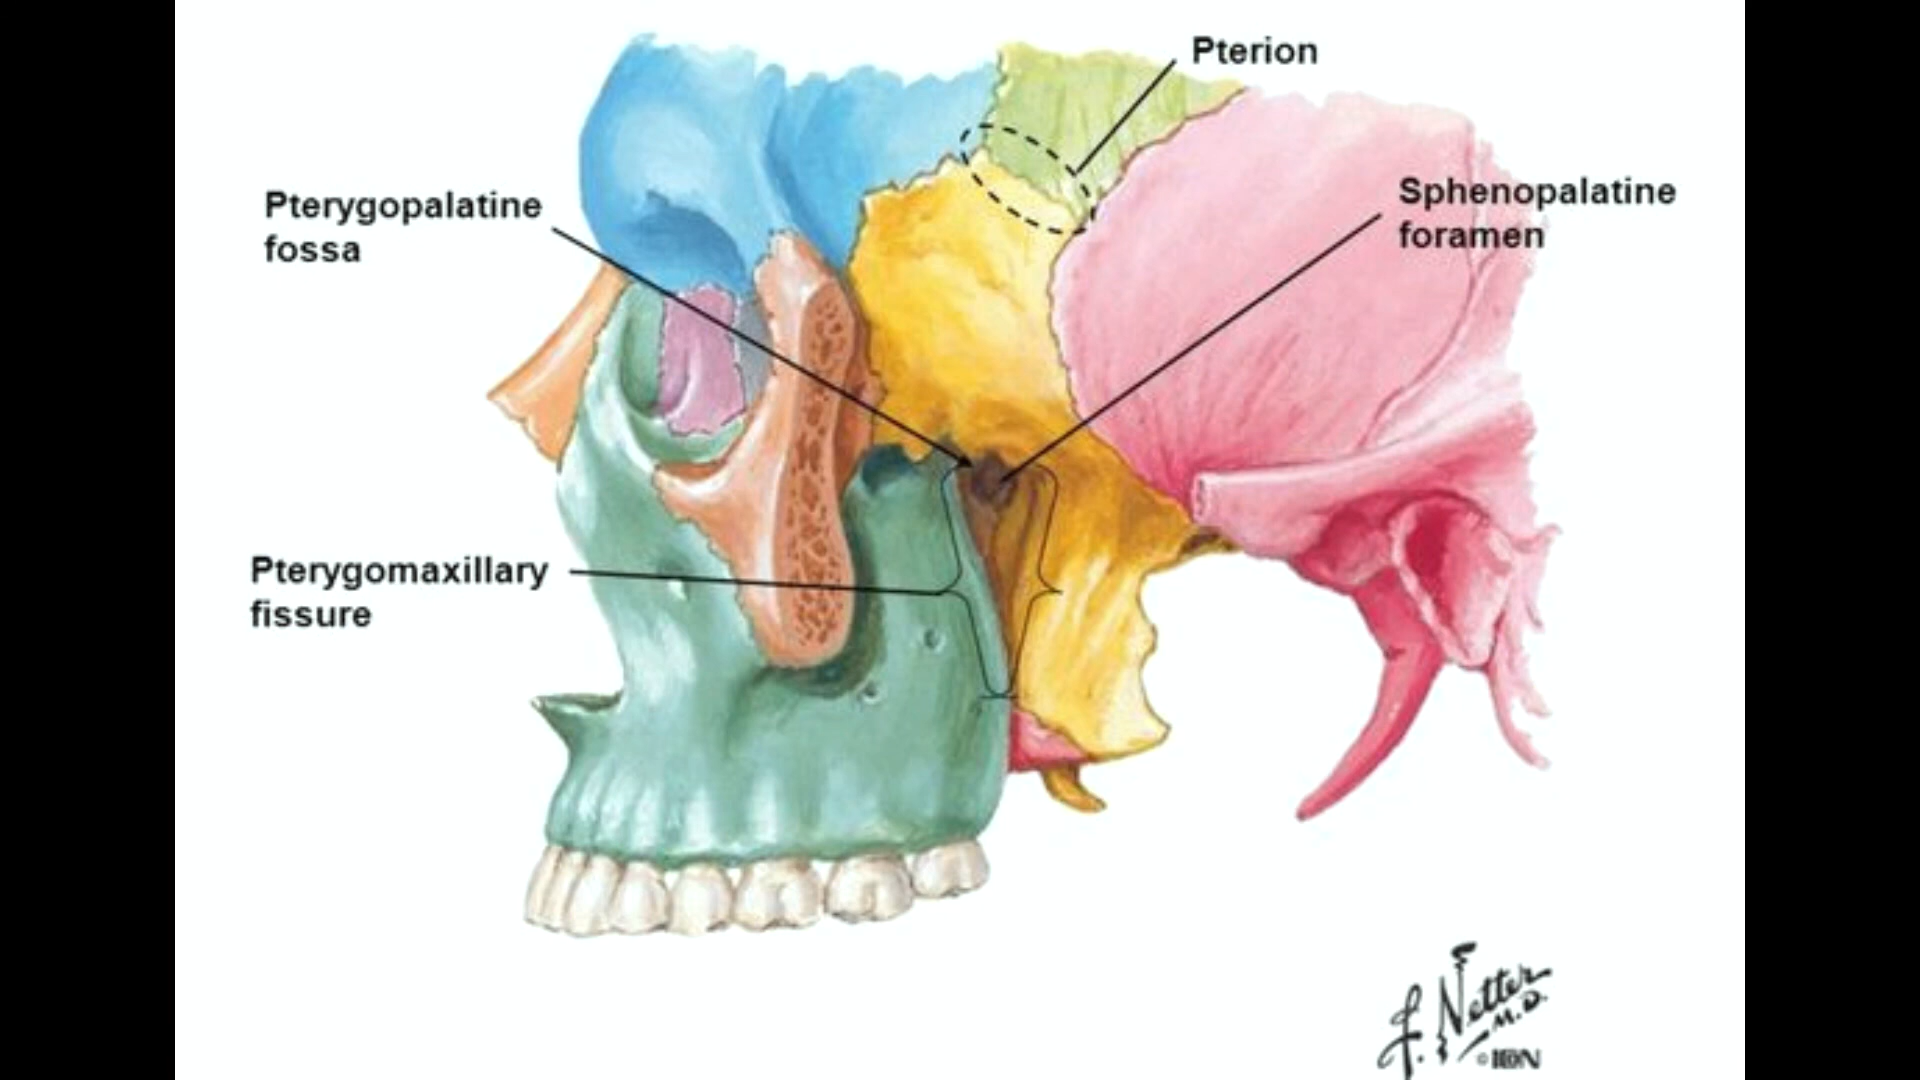 Pterion
Pterygopalatine
fossa
Sphenopalatine
foramen
Pterygomaxillary
fissure
F. Netter
M.D.
©